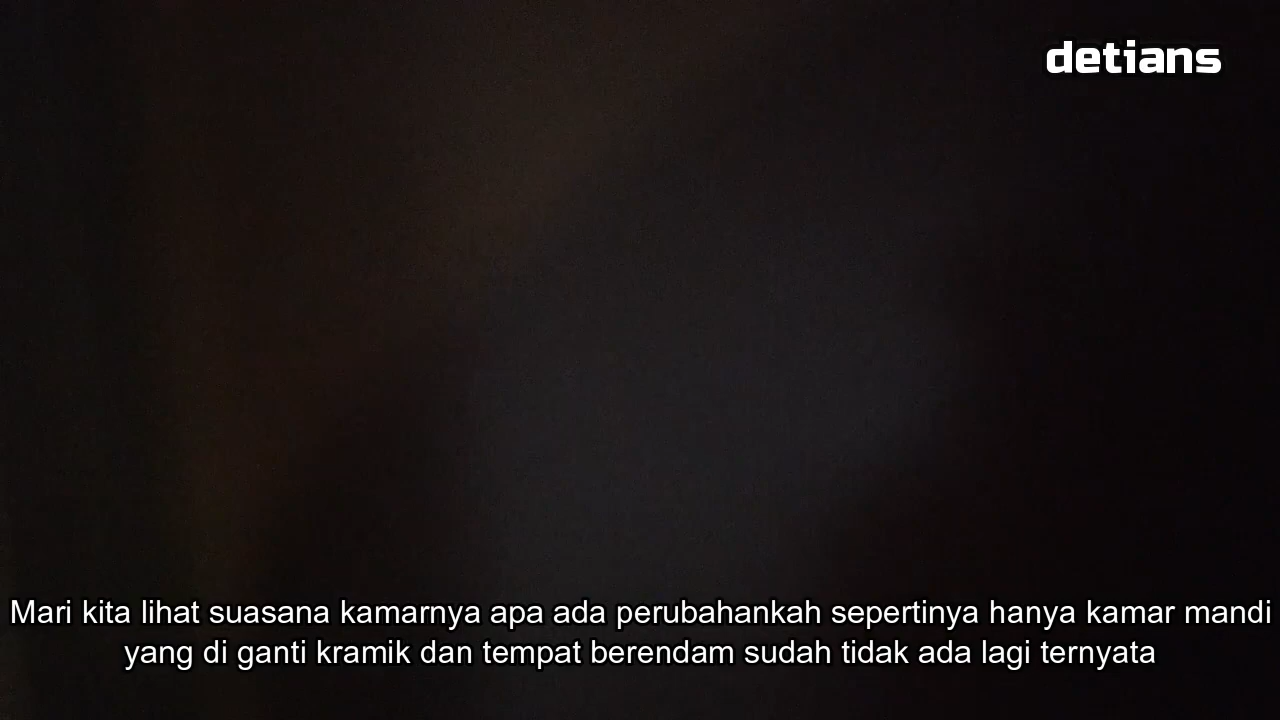 detians
Mari kita lihat suasana kamarnya apa ada perubahankah sepertinya hanya kamar mandi
yang di ganti kramik dan tempat berendam sudah tidak ada lagi ternyata